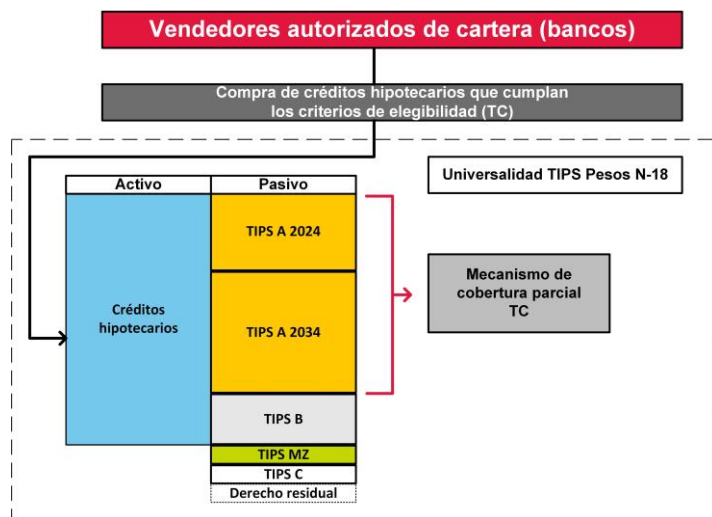 Vendedores autorizados de cartera (bancos)
Compra de créditos hipotecarios que cumplan
los criterios de elegibilidad (TC)
Universalidad TIPS Pesos N-18
Activo
Pasivo
Créditos
hipotecarios
TIPS A 2024
TIPS A 2034
TIPS B
TIPS MZ
TIPS C
Derecho residual
Mecanismo de
cobertura parcial
TC